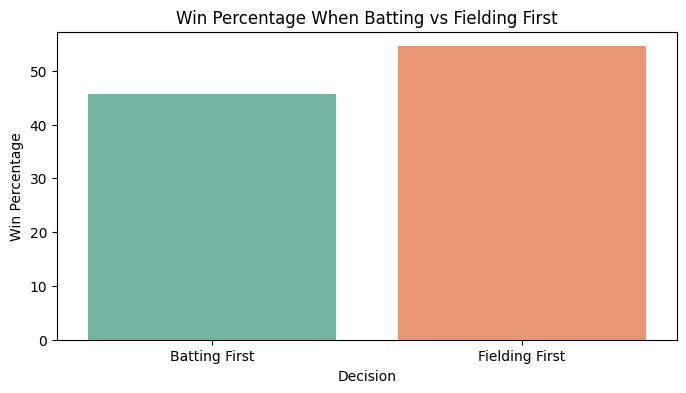 Win Percentage When Batting vs Fielding First
Win Percentage
50
40
30
20
10
0
Batting First
Fielding First
Decision